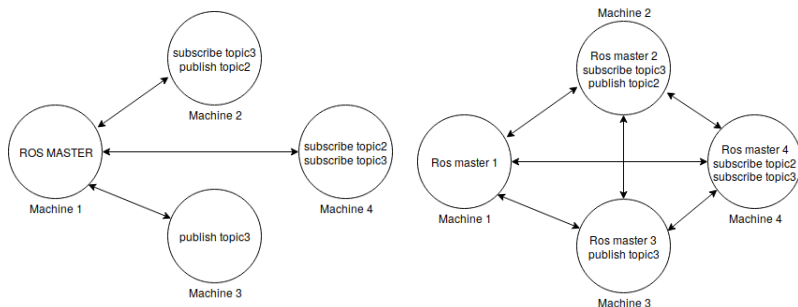 subscribe topic3
publish topic2
Machine 2
ROS MASTER
Machine 1
subscribe topic2
subscribe topic3
Machine 4
publish topic3
Machine 3
Machine 2
Ros master 2
subscribe topic3
publish topic2
Ros master 1
Machine 1
Ros master 4
subscribe topic2
subscribe topic3
Machine 4
Ros master 3
publish topic3
Machine 3